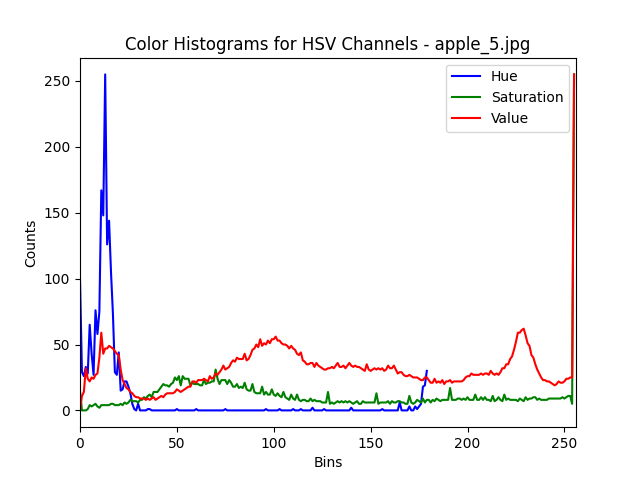 Color Histograms for HSV Channels - apple_5.jpg
Hue
Saturation
Value
Counts
250
200
150
100
50
0
0 50 100 150 200 250
Bins